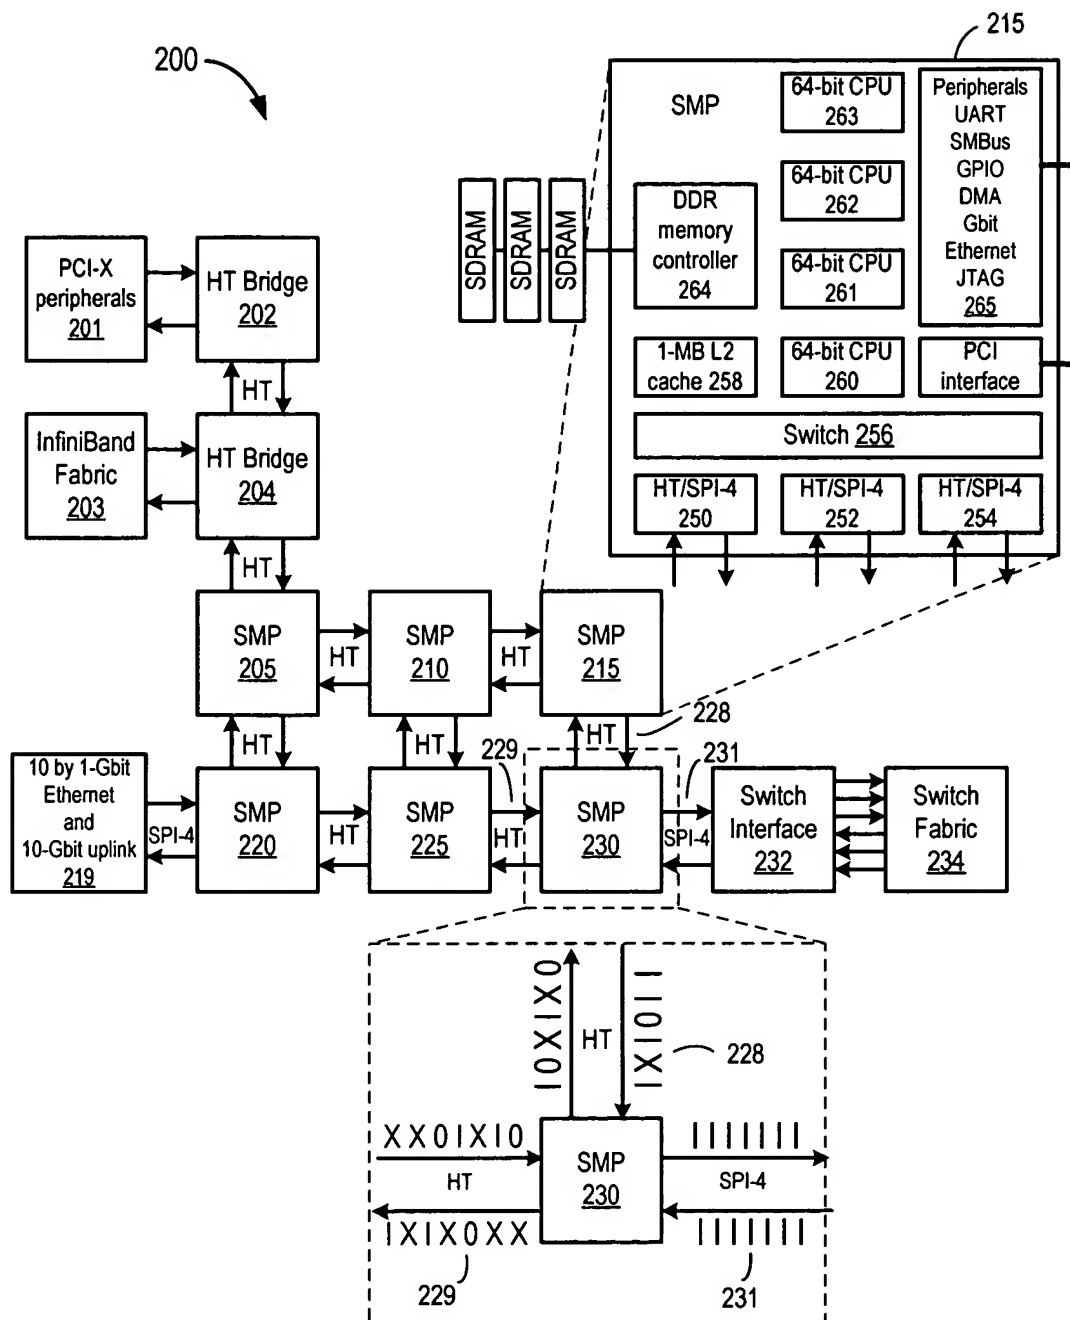 200
215
SMP
64-bit CPU
263
Peripherals
UART
SMBus
GPIO
DMA
Gbit
Ethernet
JTAG
265
64-bit CPU
262
SDRAM
SDRAM
SDRAM
DDR
memory
controller
264
64-bit CPU
261
1-MB L2
cache 258
64-bit CPU
260
PCI
interface
Switch 256
HT/SPI-4
250
HT/SPI-4
252
HT/SPI-4
254
PCI-X
peripherals
201
HT Bridge
202
HT
InfiniBand
Fabric
203
HT Bridge
204
HT
SMP
205
HT
SMP
210
HT
SMP
215
HT
HT
HT
228
229
231
10 by 1-Gbit
Ethernet
and
10-Gbit uplink
219
SPI-4
SMP
220
HT
SMP
225
HT
SMP
230
SPI-4
Switch
Interface
232
Switch
Fabric
234
I0XIX0
HT
IXI0I I
228
XX0IXI0
HT
IXIX0XX
229
SMP
230
IIIIIII
SPI-4
IIIIIII
231